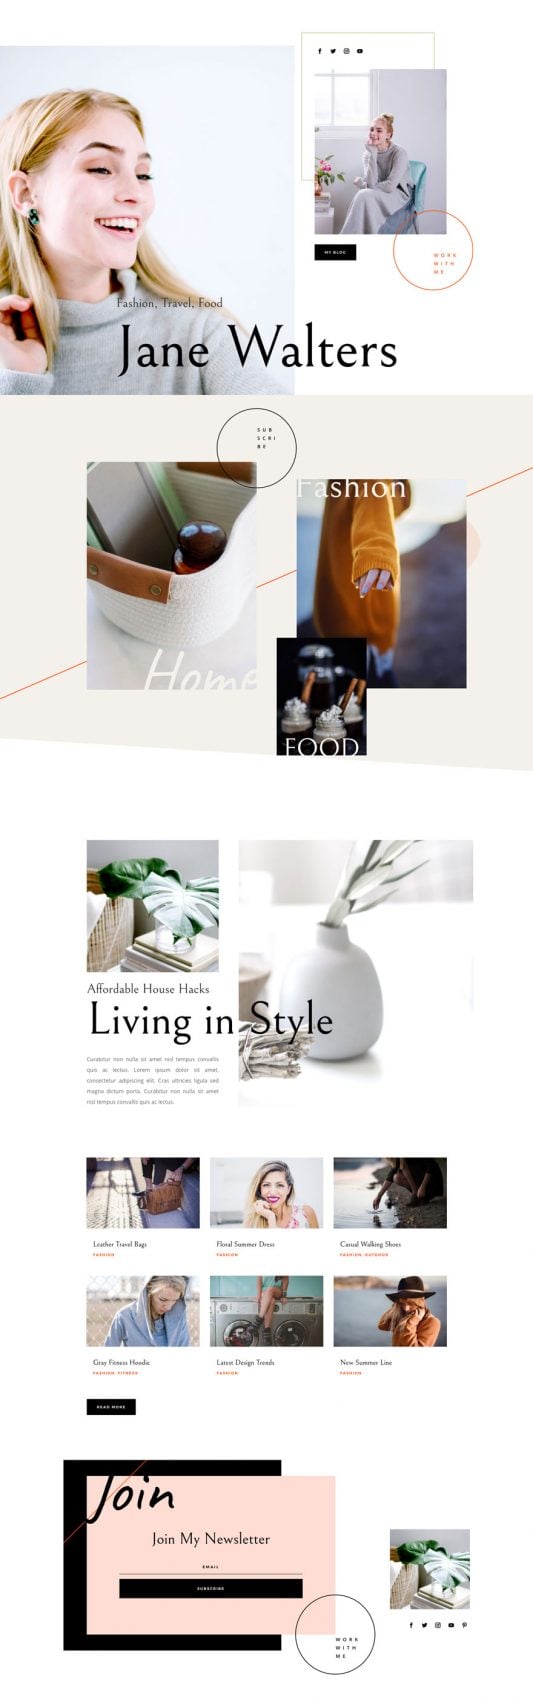 MY BLOG
WORK
WITH
ME
Fashion, Travel, Food
Jane Walters
SUB
SCRI
BE
Fashion
Home
FOOD
Affordable House Hacks
Living in Style
Curabitur non nulla sit amet nisl tempus convallis
quis ac lectus. Lorem ipsum dolor sit amet,
consectetur adipiscing elit. Cras ultricies ligula sed
magna dictum porta. Curabitur non nulla sit amet
nisl tempus convallis quis ac lectus.
Leather Travel Bags
FASHION
Floral Summer Dress
FASHION
Casual Walking Shoes
FASHION, OUTDOOR
Gray Fitness Hoodie
FASHION, FITNESS
Latest Design Trends
FASHION
New Summer Line
FASHION
READ MORE
Join
Join My Newsletter
EMAIL
SUBSCRIBE
WORK
WITH
ME